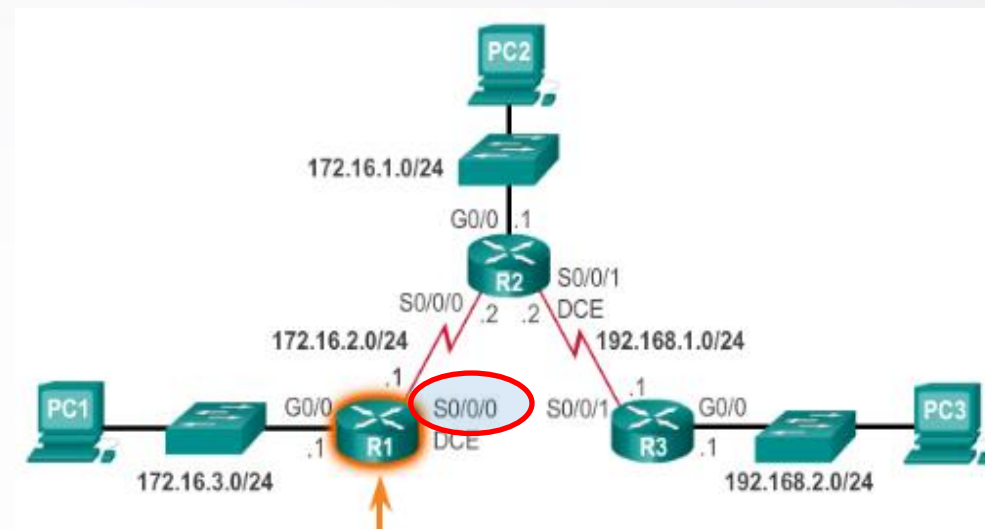 PC2
172.16.1.0/24
G0/0 .1
R2
S0/0/1
DCE
S0/0/0
.2 .2
172.16.2.0/24
192.168.1.0/24
.1
.1
PC1
G0/0
S0/0/0
S0/0/1
G0/0
PC3
.1
R1
DCE
R3
.1
172.16.3.0/24
192.168.2.0/24